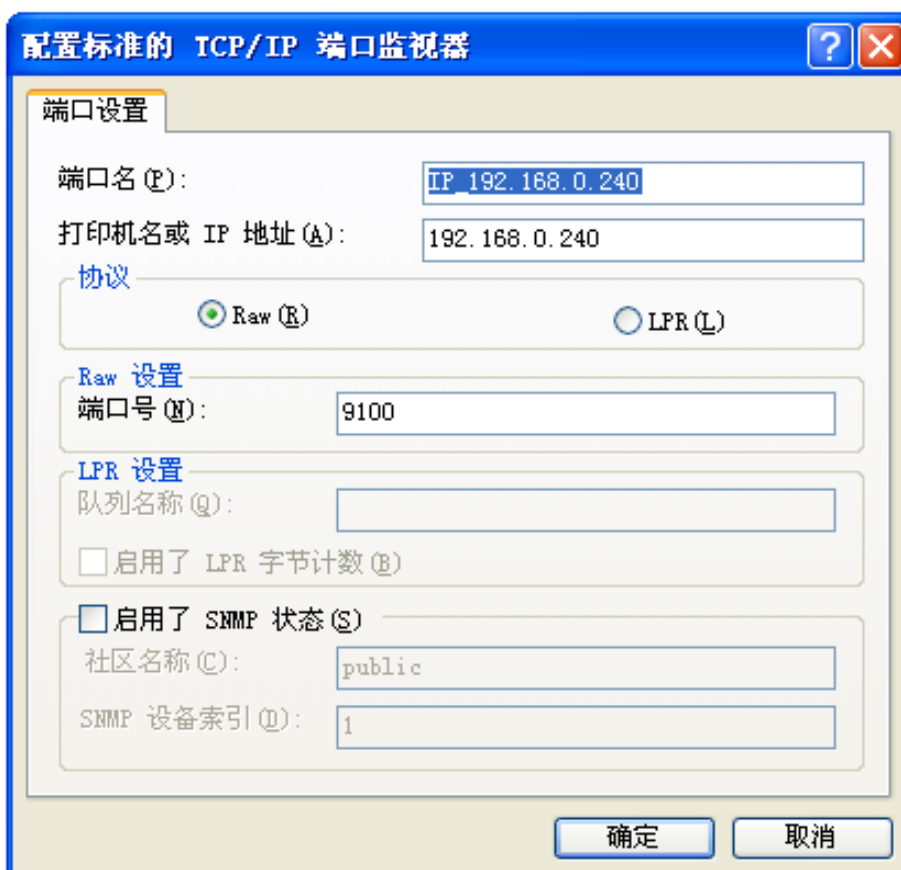 配置标准的 TCP/IP 端口监视器
端口设置
端口名(P): IP_192.168.0.240
打印机名或 IP 地址(A): 192.168.0.240
协议
Raw(R) LPR(L)
Raw 设置
端口号(N): 9100
LPR 设置
队列名称(Q):
启用了 LPR 字节计数(B)
启用了 SNMP 状态(S)
社区名称(C): public
SNMP 设备索引(D): 1
确定 取消